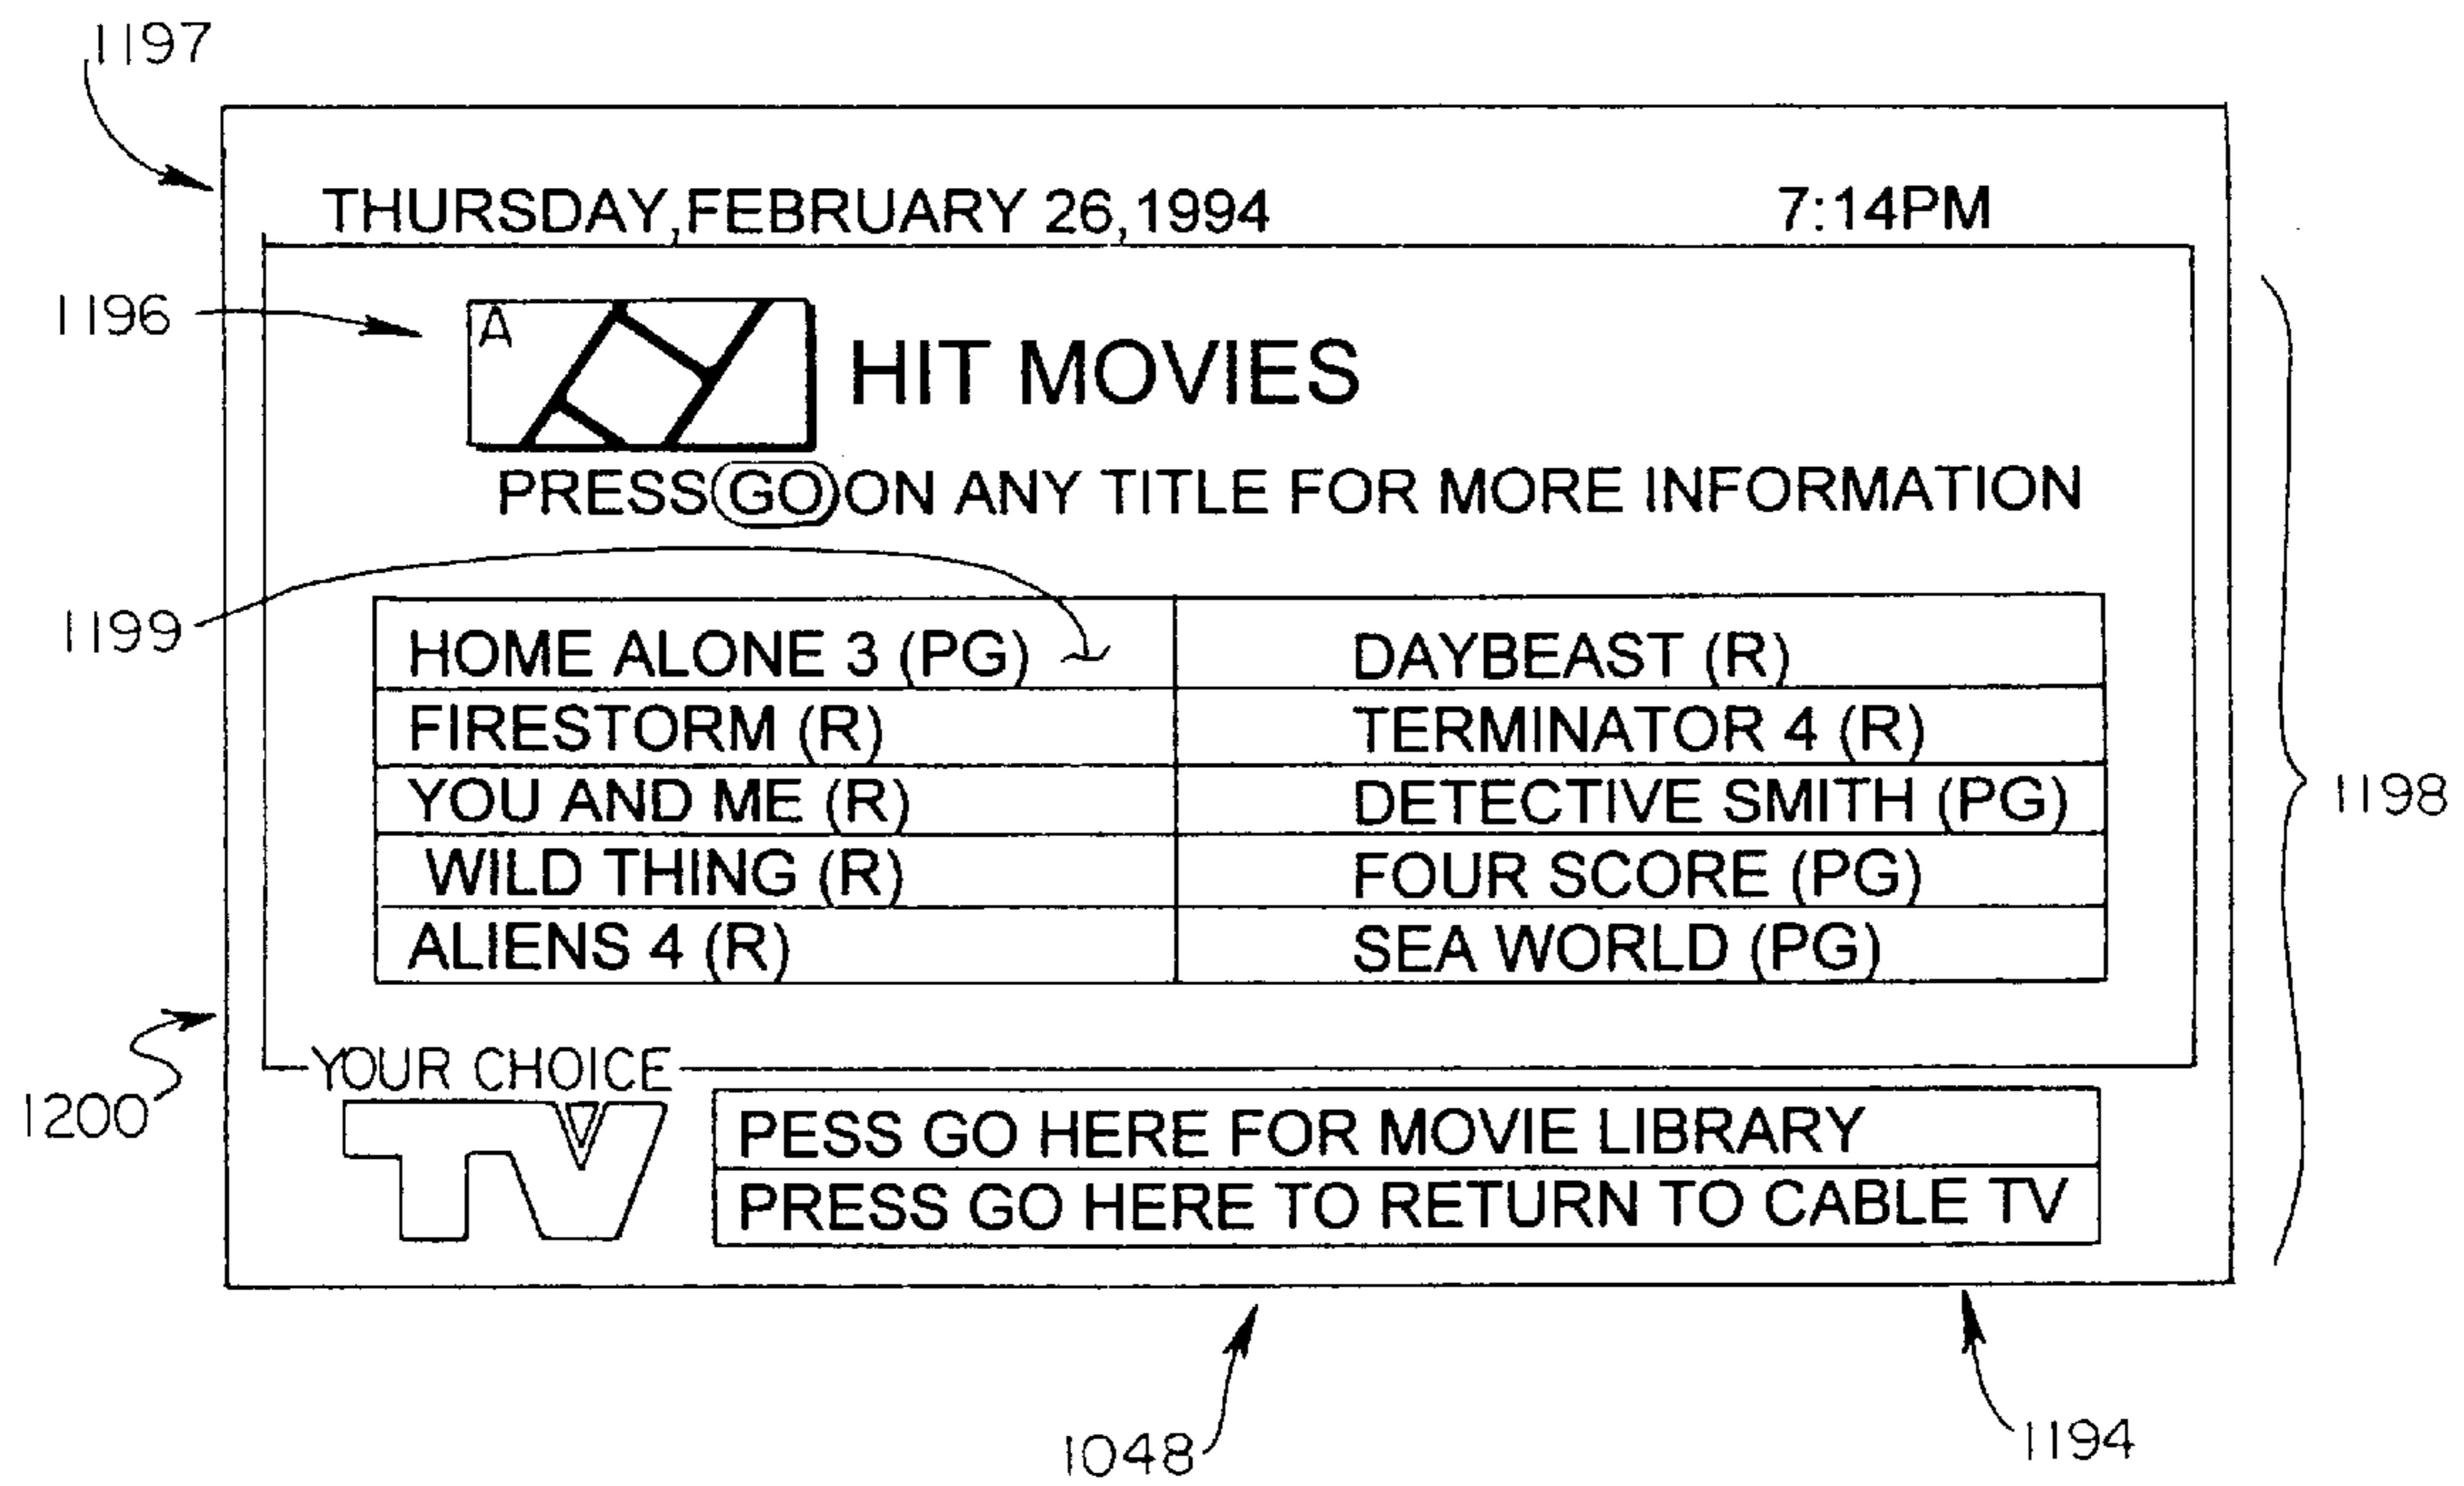 1197
THURSDAY,FEBRUARY 26,1994 7:14PM
1196
A
HIT MOVIES
PRESS GO ON ANY TITLE FOR MORE INFORMATION
1199
HOME ALONE 3 (PG) DAYBEAST (R)
FIRESTORM (R) TERMINATOR 4 (R)
YOU AND ME (R) DETECTIVE SMITH (PG)
1198
WILD THING (R) FOUR SCORE (PG)
ALIENS 4 (R) SEA WORLD (PG)
YOUR CHOICE
TV
1200
PESS GO HERE FOR MOVIE LIBRARY
PRESS GO HERE TO RETURN TO CABLE TV
1048
1194